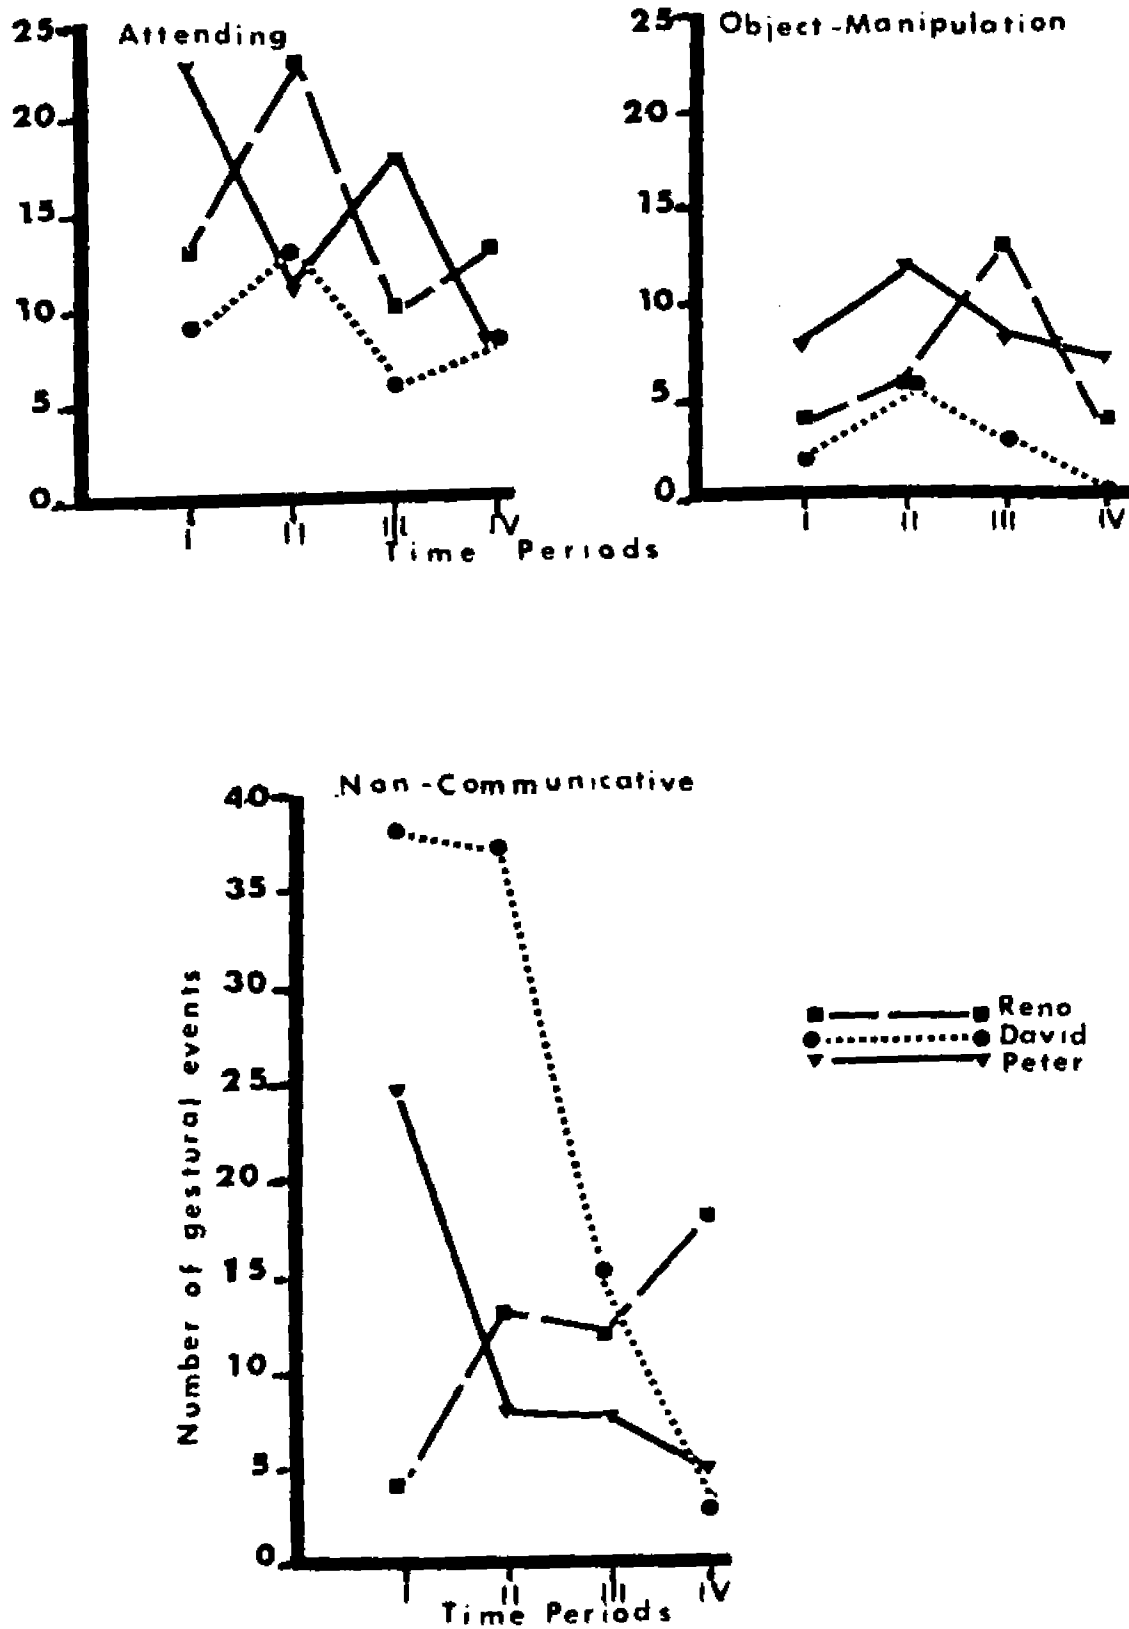 Attending
25
20
15
10
5
0
I II III IV
Object-Manipulation
25
20
15
10
5
0
I II III IV
Time Periods
Non-Communicative
40
35
30
25
20
15
10
5
0
Number of gestural events
I II III IV
Time Periods
Reno
David
Peter